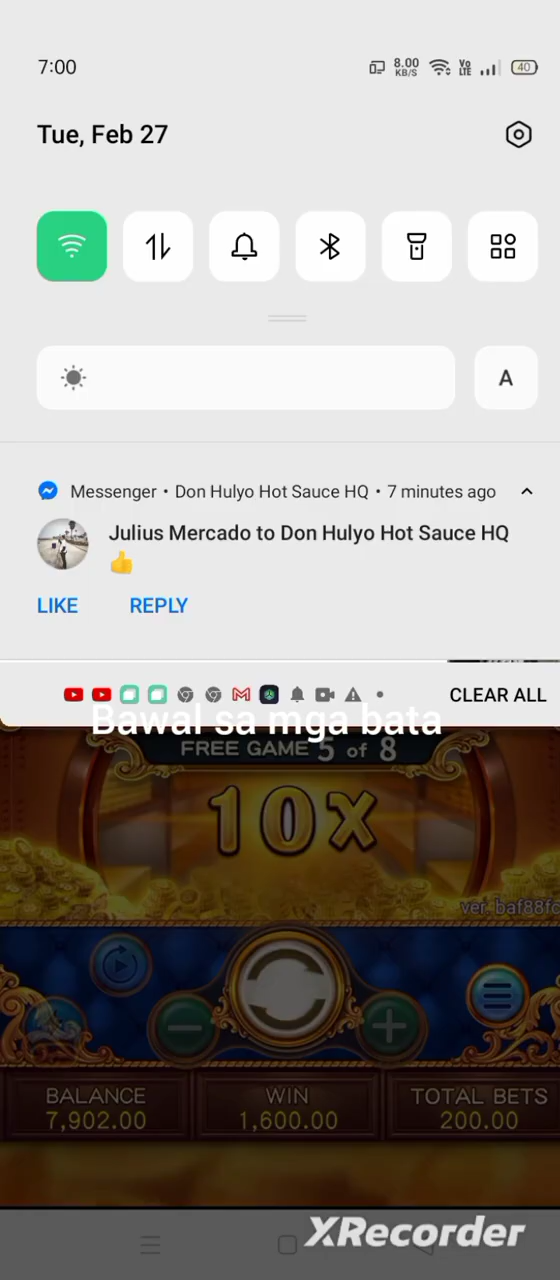 7:00
8.00
KB/S
Vo
LTE
40
Tue, Feb 27
A
Messenger • Don Hulyo Hot Sauce HQ • 7 minutes ago
Julius Mercado to Don Hulyo Hot Sauce HQ
👍
LIKE REPLY
CLEAR ALL
Bawal sa mga bata
FREE GAME 5 of 8
10X
ver. baf88fc
BALANCE WIN TOTAL BETS
7,902.00 1,600.00 200.00
XRecorder